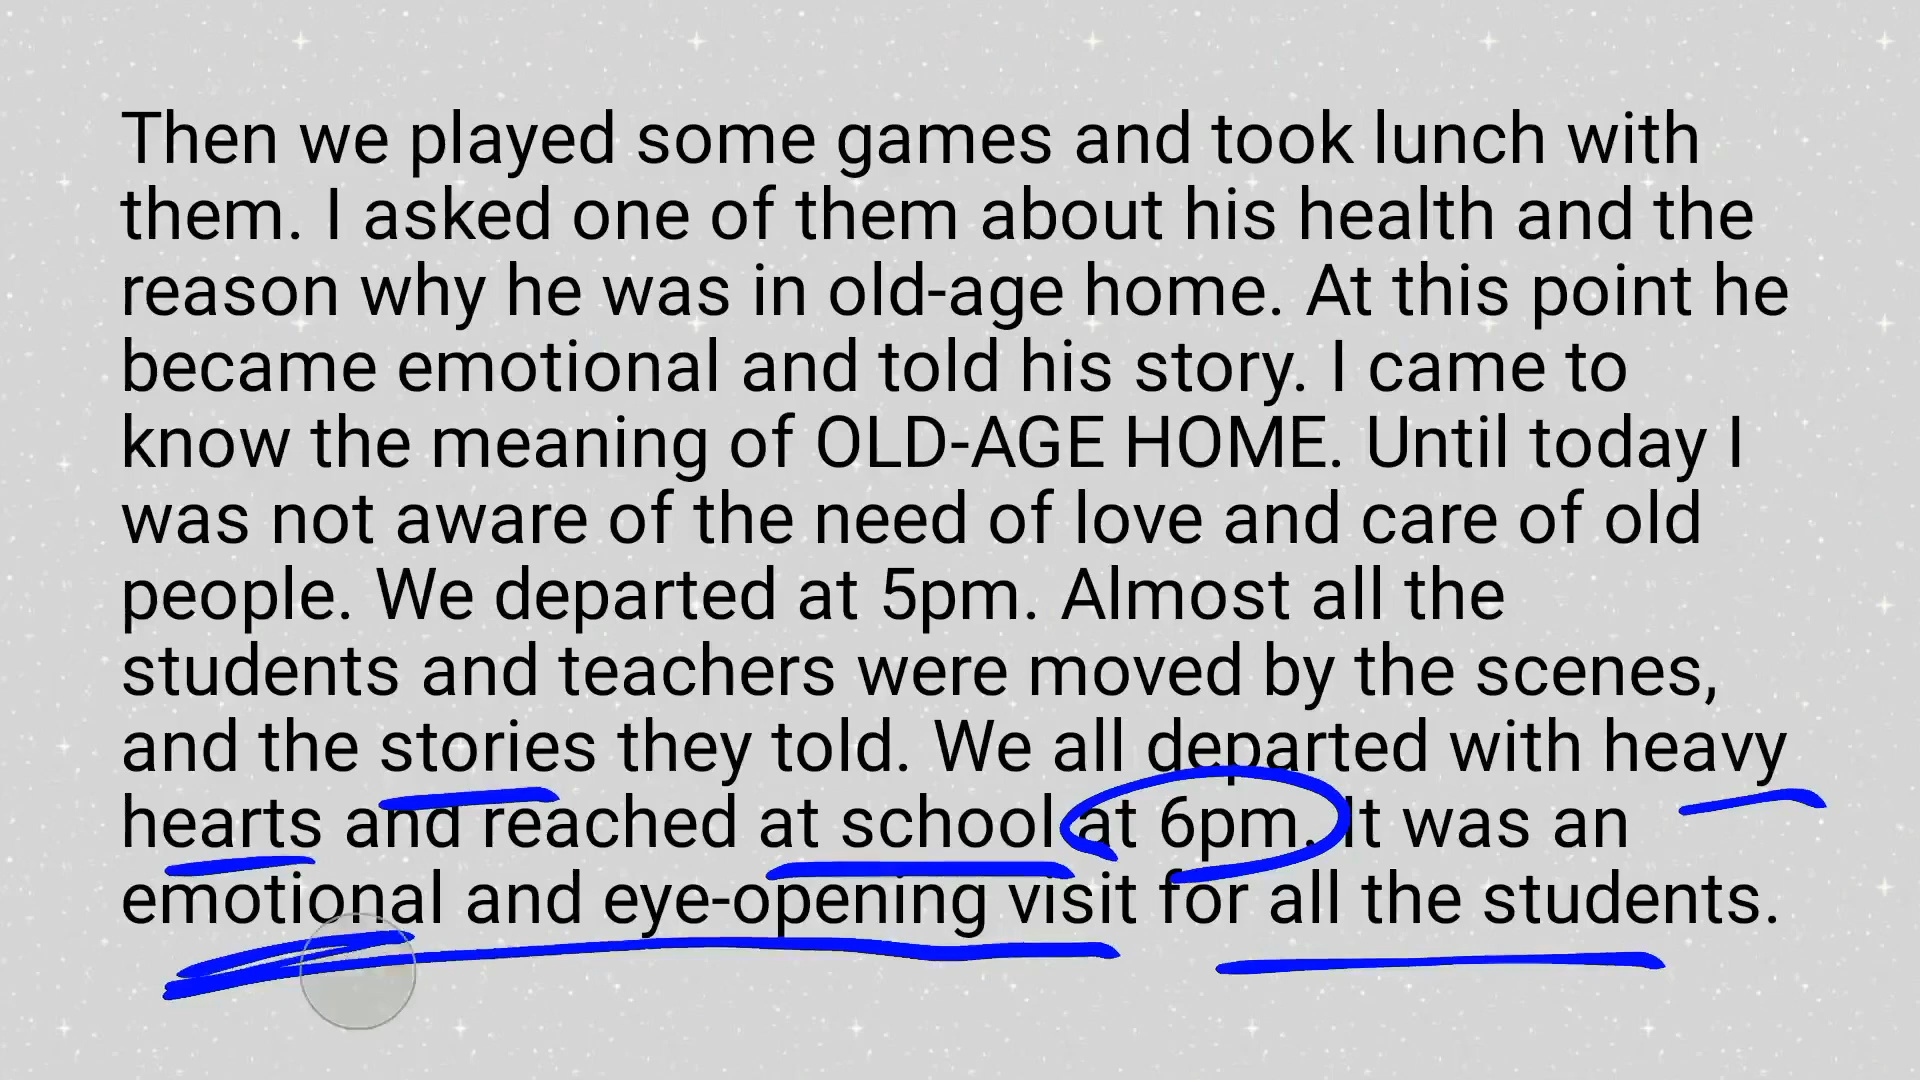 Then we played some games and took lunch with
them. I asked one of them about his health and the
reason why he was in old-age home. At this point he
became emotional and told his story. I came to
know the meaning of OLD-AGE HOME. Until today I
was not aware of the need of love and care of old
people. We departed at 5pm. Almost all the
students and teachers were moved by the scenes,
and the stories they told. We all departed with heavy
hearts and reached at school at 6pm. It was an
emotional and eye-opening visit for all the students.